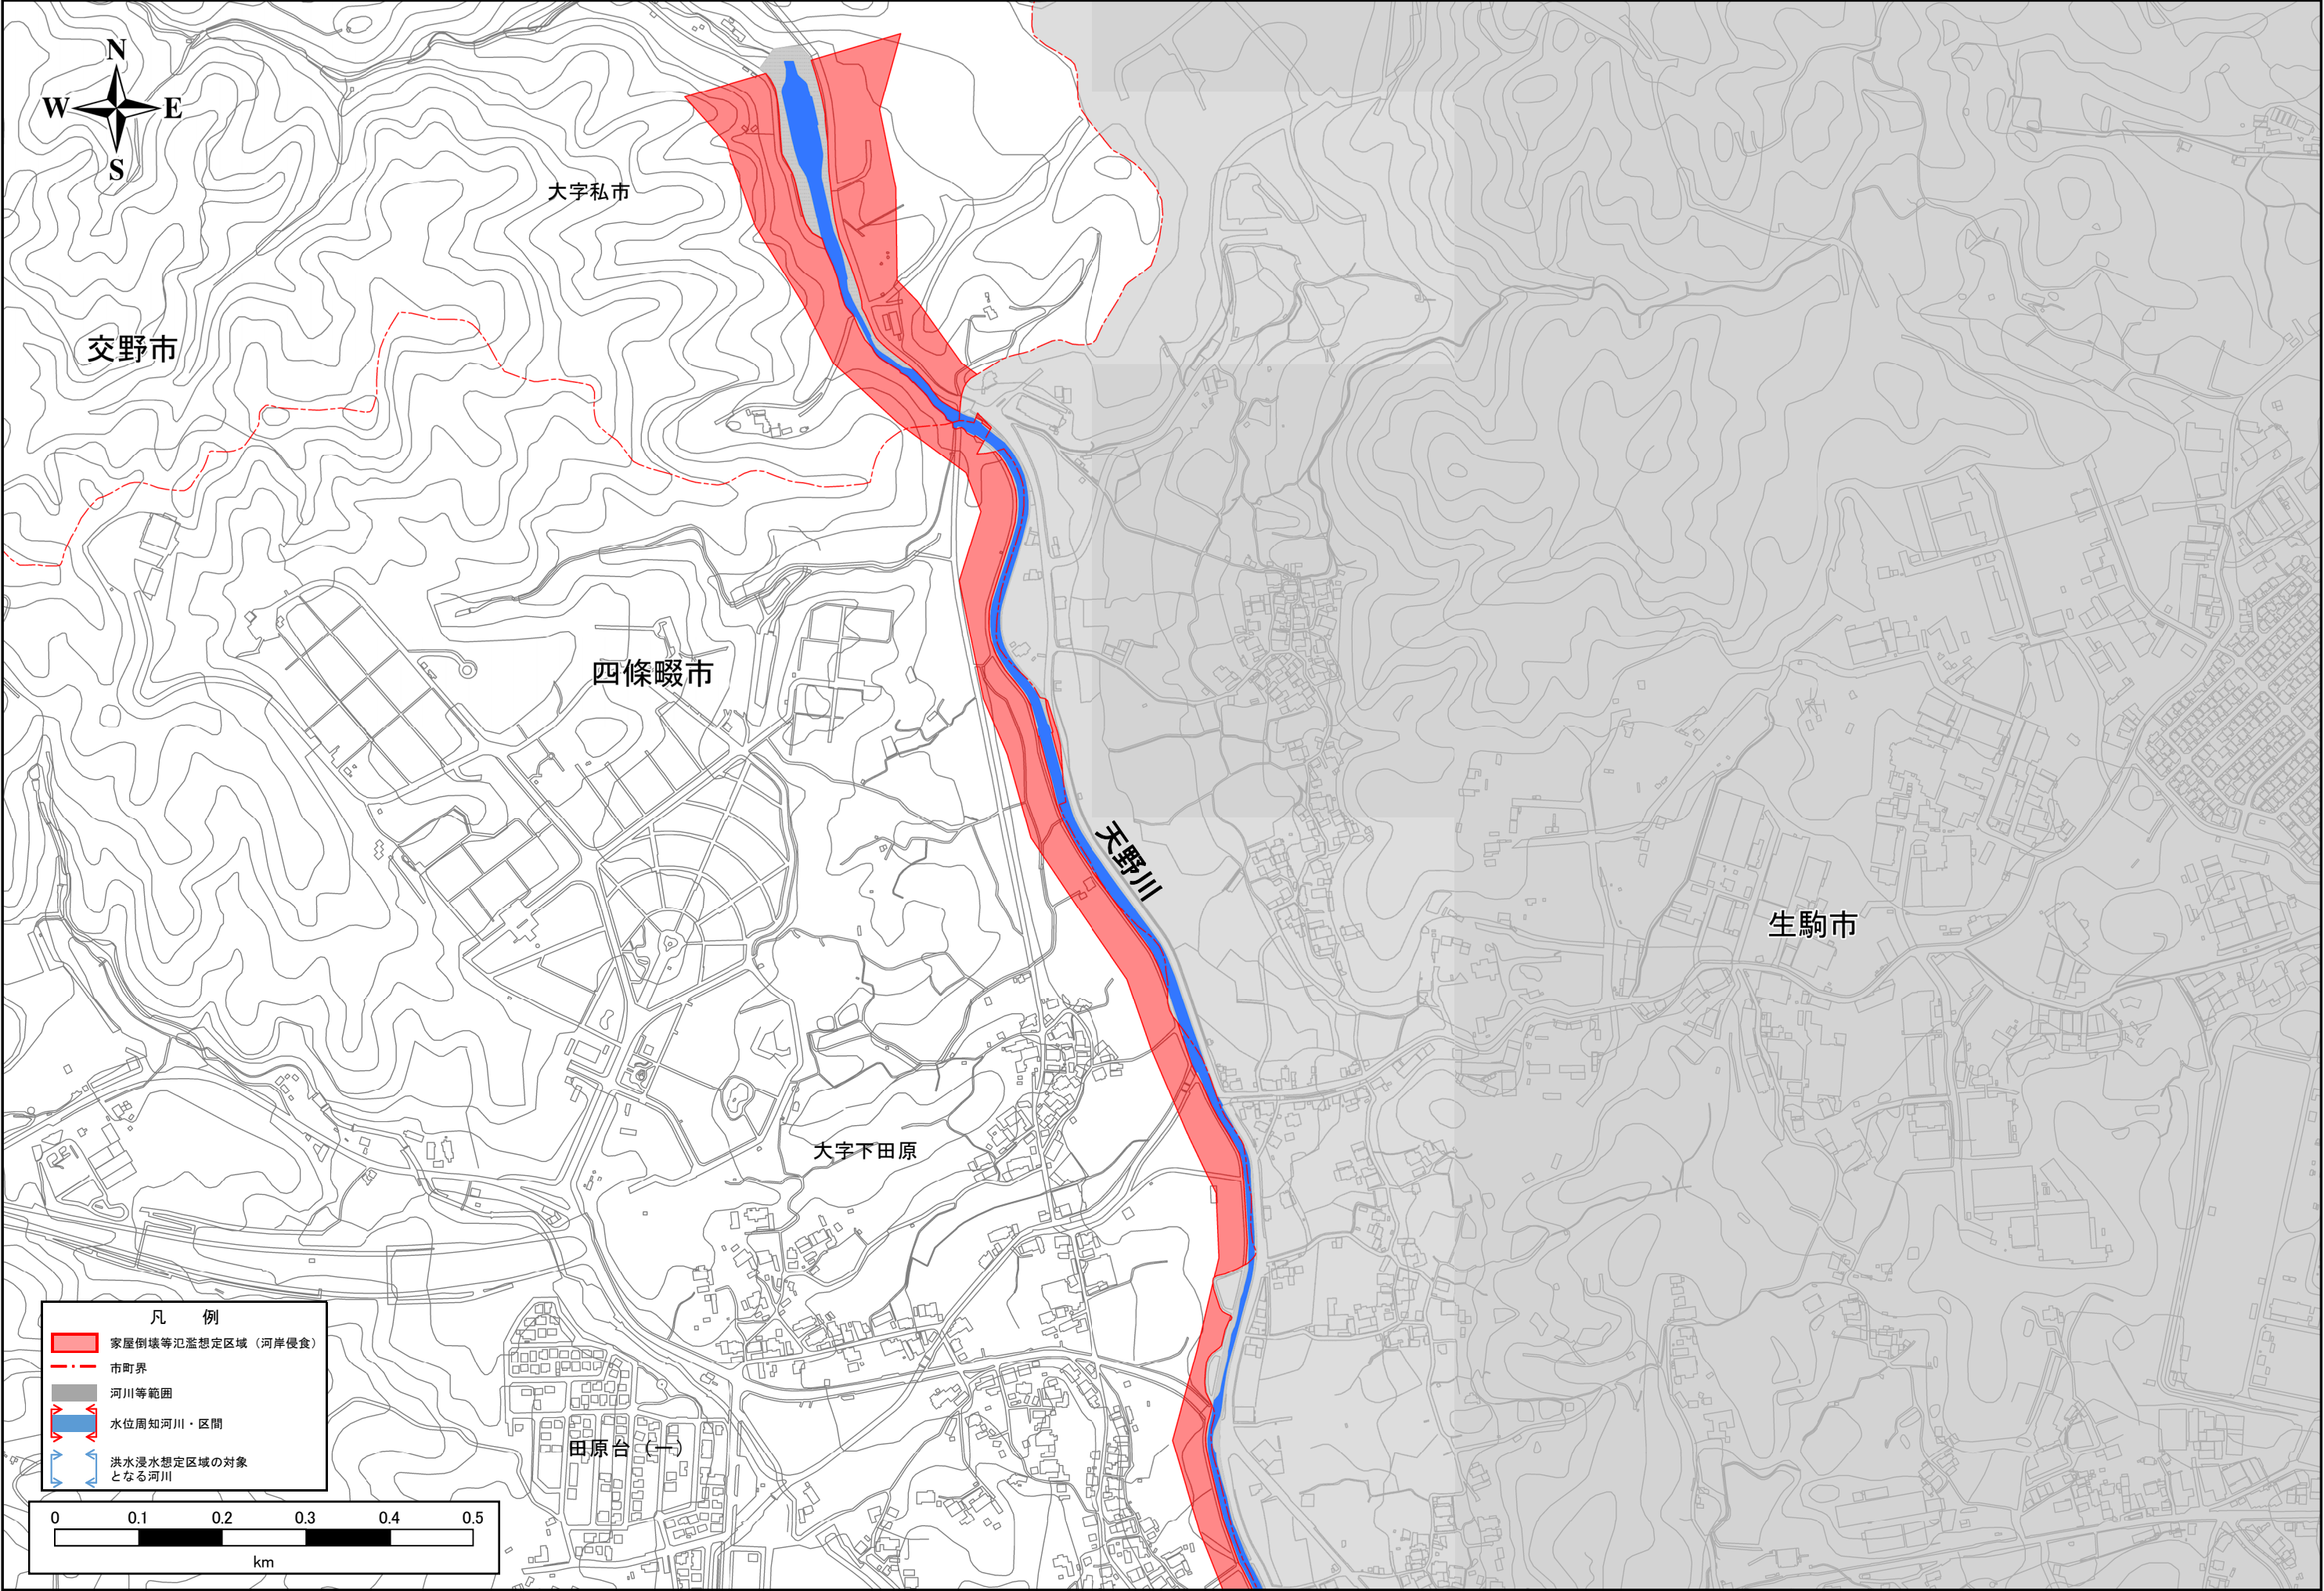 N
W E
S
大字私市
交野市
四條畷市
天野川
生駒市
大字下田原
田原台（一）
凡 例
家屋倒壊等氾濫想定区域（河岸侵食）
市町界
河川等範囲
水位周知河川・区間
洪水浸水想定区域の対象
となる河川
0 0.1 0.2 0.3 0.4 0.5
km